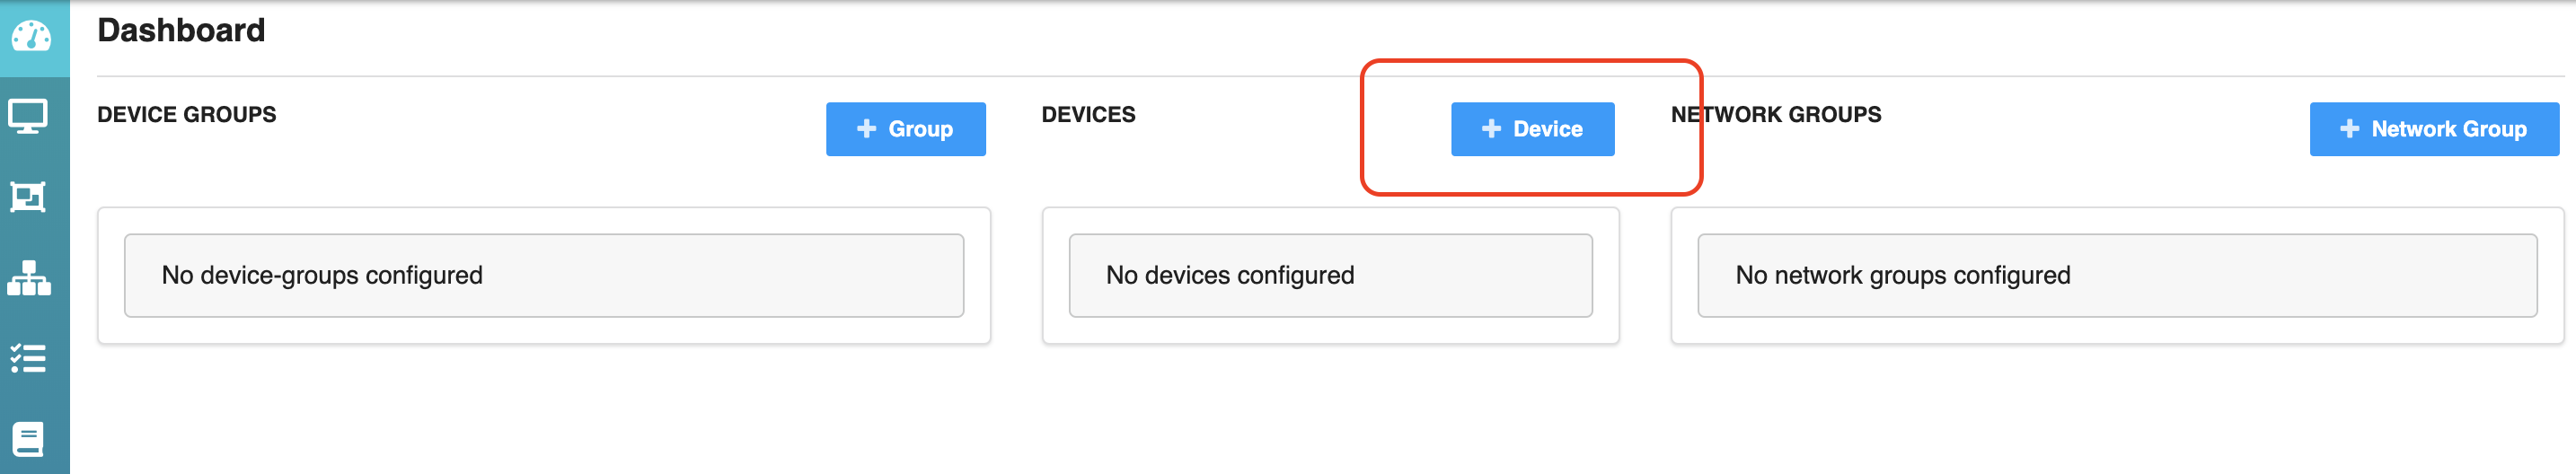 Dashboard
DEVICE GROUPS
+ Group
DEVICES
+ Device
NETWORK GROUPS
+ Network Group
No device-groups configured
No devices configured
No network groups configured